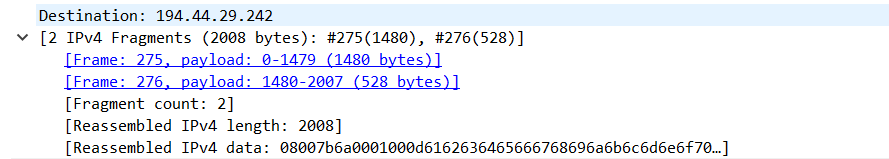 Destination: 194.44.29.242
[2 IPv4 Fragments (2008 bytes): #275(1480), #276(528)]
[Frame: 275, payload: 0-1479 (1480 bytes)]
[Frame: 276, payload: 1480-2007 (528 bytes)]
[Fragment count: 2]
[Reassembled IPv4 length: 2008]
[Reassembled IPv4 data: 08007b6a0001000d6162636465666768696a6b6c6d6e6f70…]